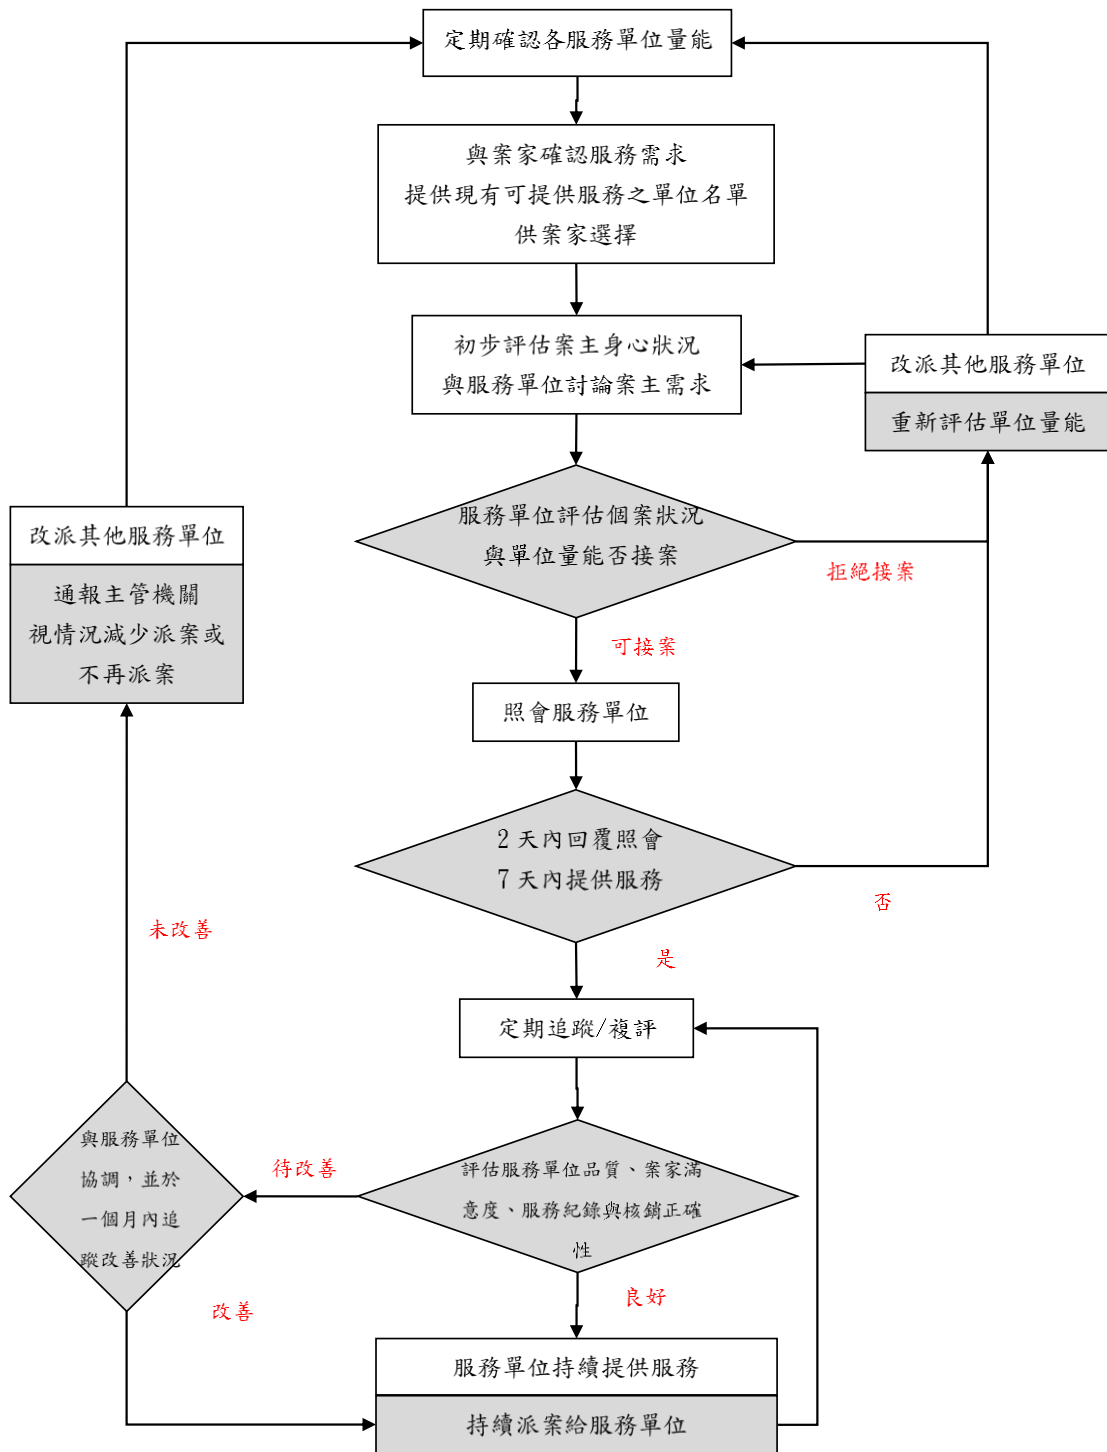 定期確認各服務單位量能
與案家確認服務需求
提供現有可提供服務之單位名單
供案家選擇
初步評估案主身心狀況
與服務單位討論案主需求
改派其他服務單位
重新評估單位量能
服務單位評估個案狀況
與單位量能否接案
拒絕接案
改派其他服務單位
通報主管機關
視情況減少派案或
不再派案
可接案
照會服務單位
2天內回覆照會
7天內提供服務
否
未改善
是
定期追蹤/複評
與服務單位
協調，並於
一個月內追
蹤改善狀況
待改善
評估服務單位品質、案家滿
意度、服務紀錄與核銷正確
性
改善
良好
服務單位持續提供服務
持續派案給服務單位